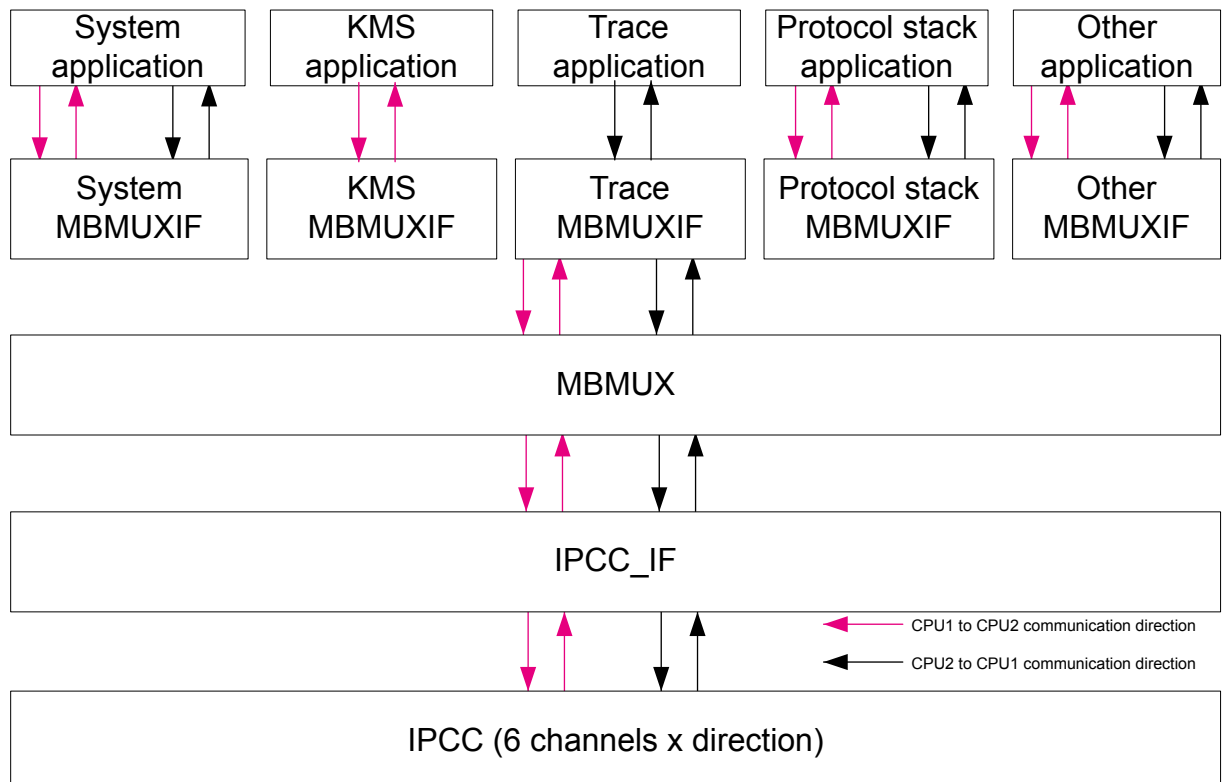 System
application
KMS
application
Trace
application
Protocol stack
application
Other
application
System
MBMUXIF
KMS
MBMUXIF
Trace
MBMUXIF
Protocol stack
MBMUXIF
Other
MBMUXIF
MBMUX
IPCC_IF
CPU1 to CPU2 communication direction
CPU2 to CPU1 communication direction
IPCC (6 channels x direction)